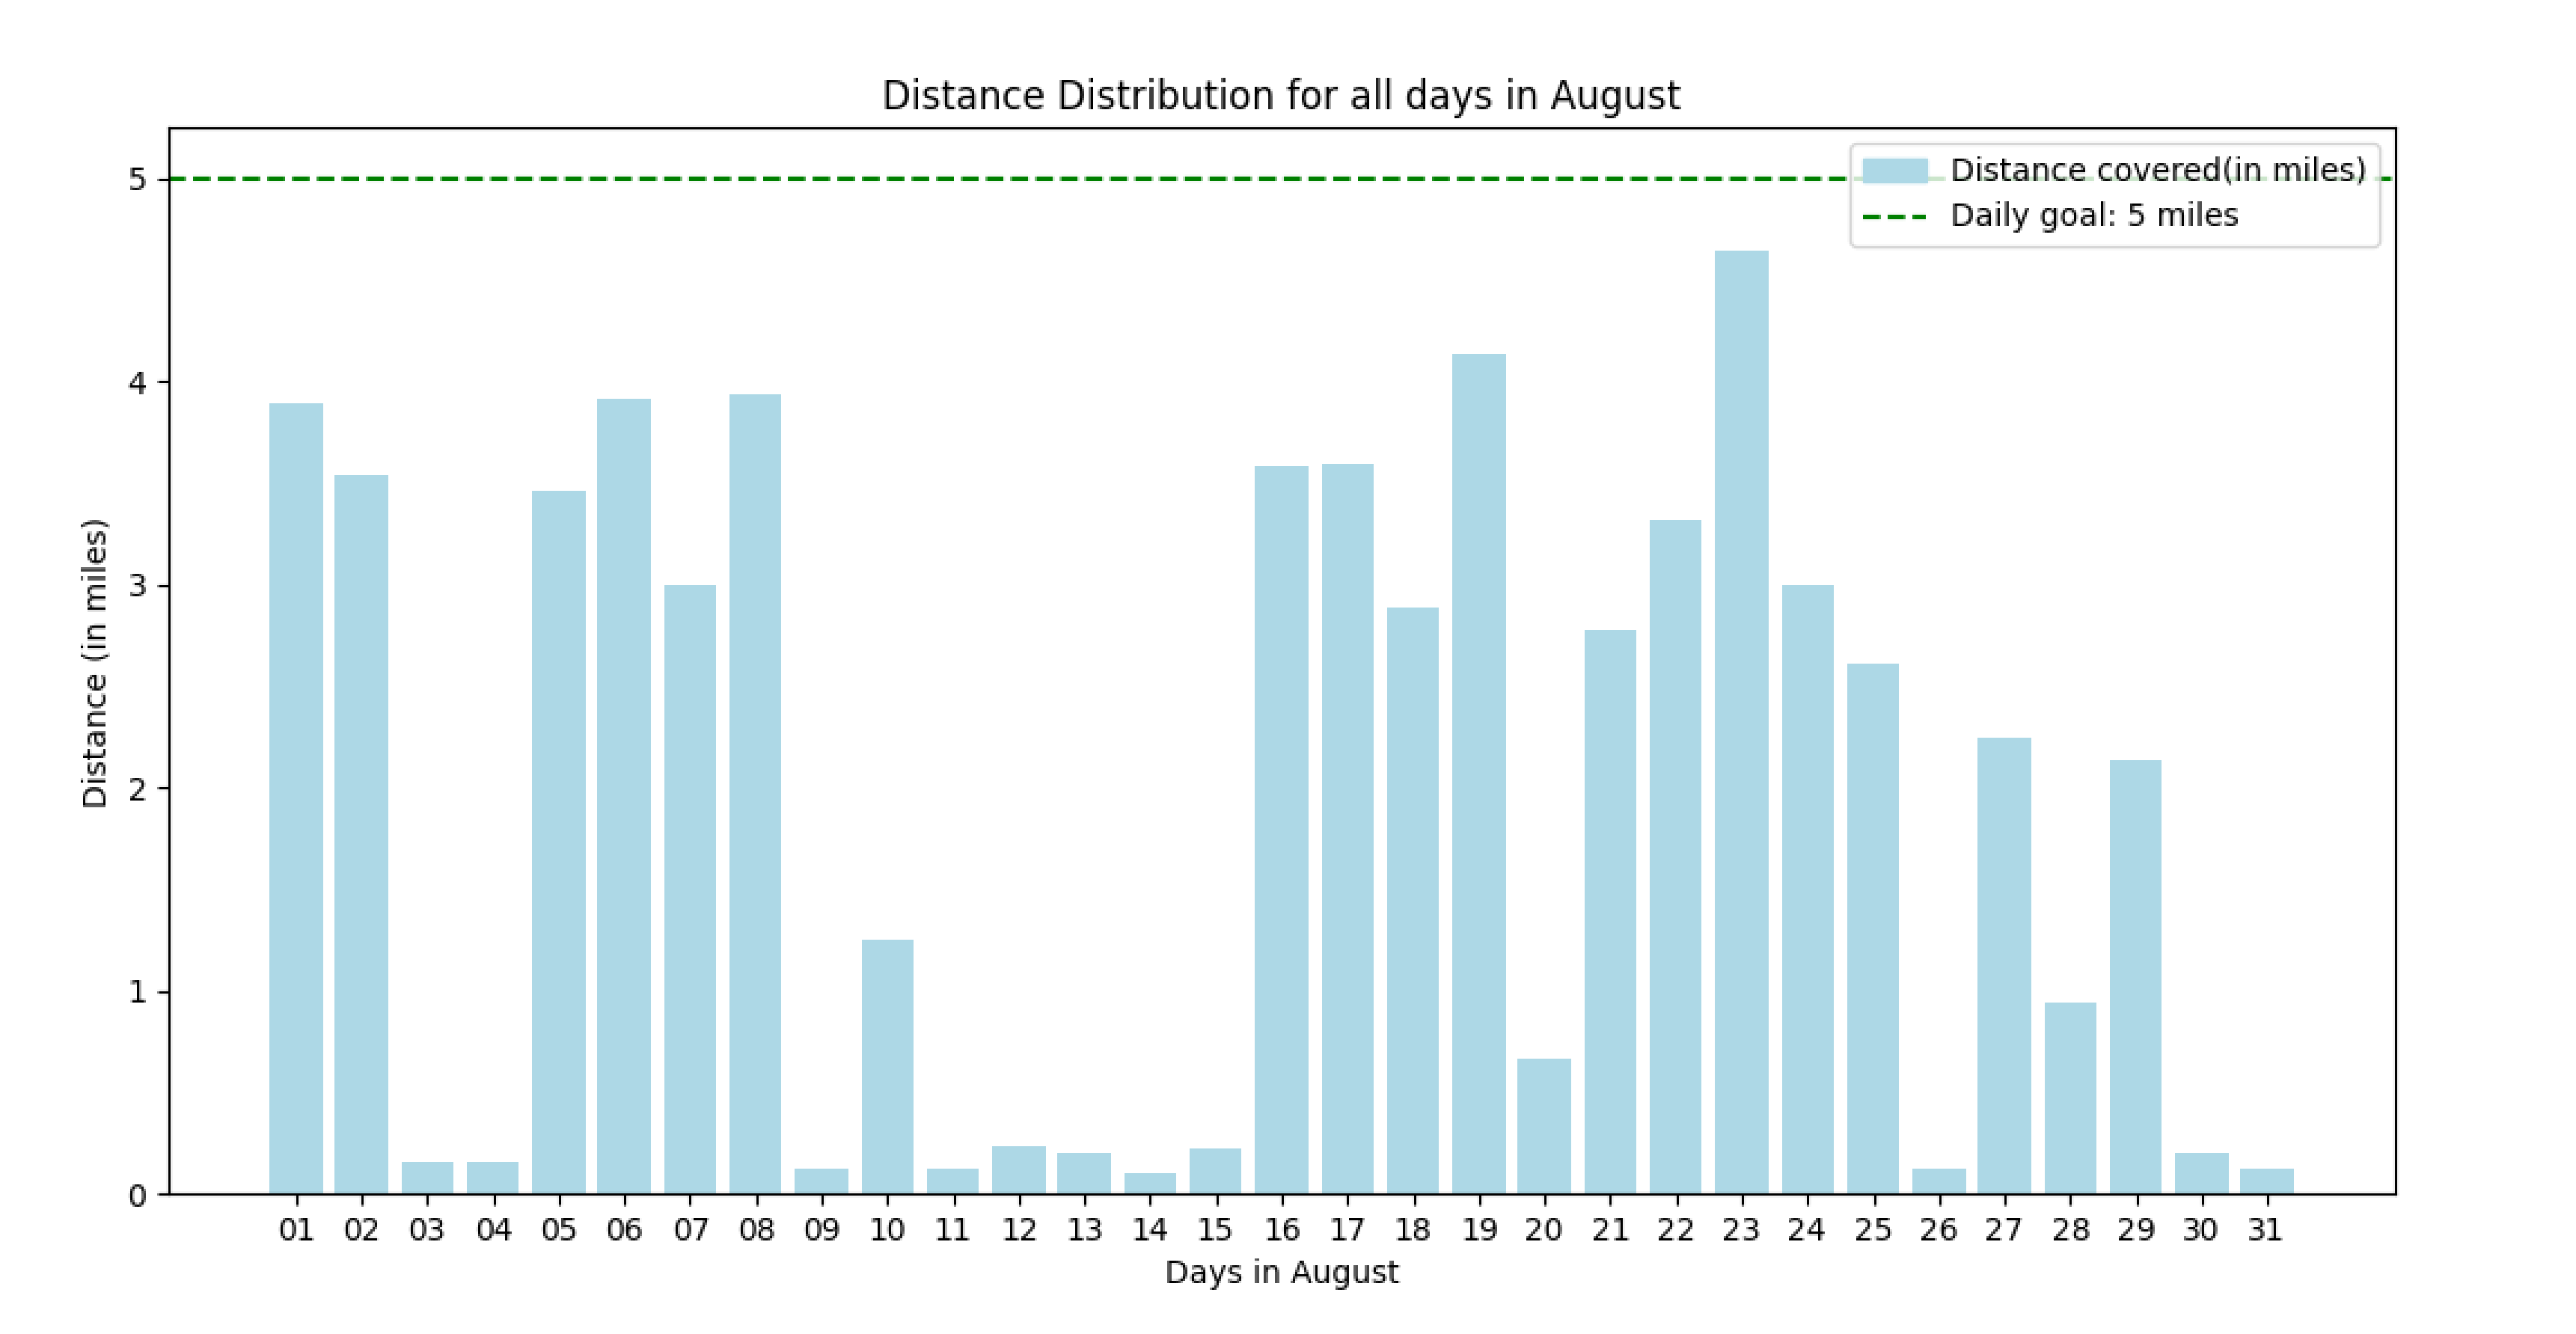 Distance Distribution for all days in August
Distance covered(in miles)
Daily goal: 5 miles
5
4
3
2
1
0
Distance (in miles)
01 02 03 04 05 06 07 08 09 10 11 12 13 14 15 16 17 18 19 20 21 22 23 24 25 26 27 28 29 30 31
Days in August